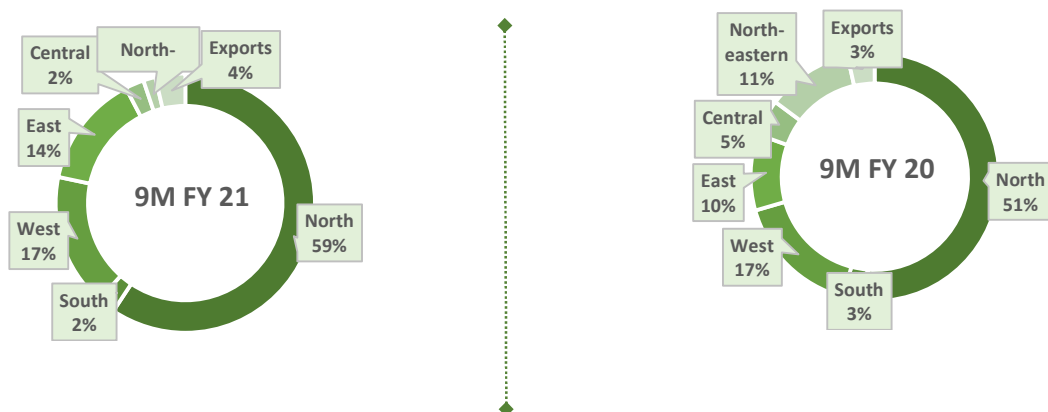 Central
2%
North-
Exports
4%
East
14%
9M FY 21
West
17%
North
59%
South
2%
North-
eastern
11%
Exports
3%
Central
5%
East
10%
9M FY 20
North
51%
West
17%
South
3%